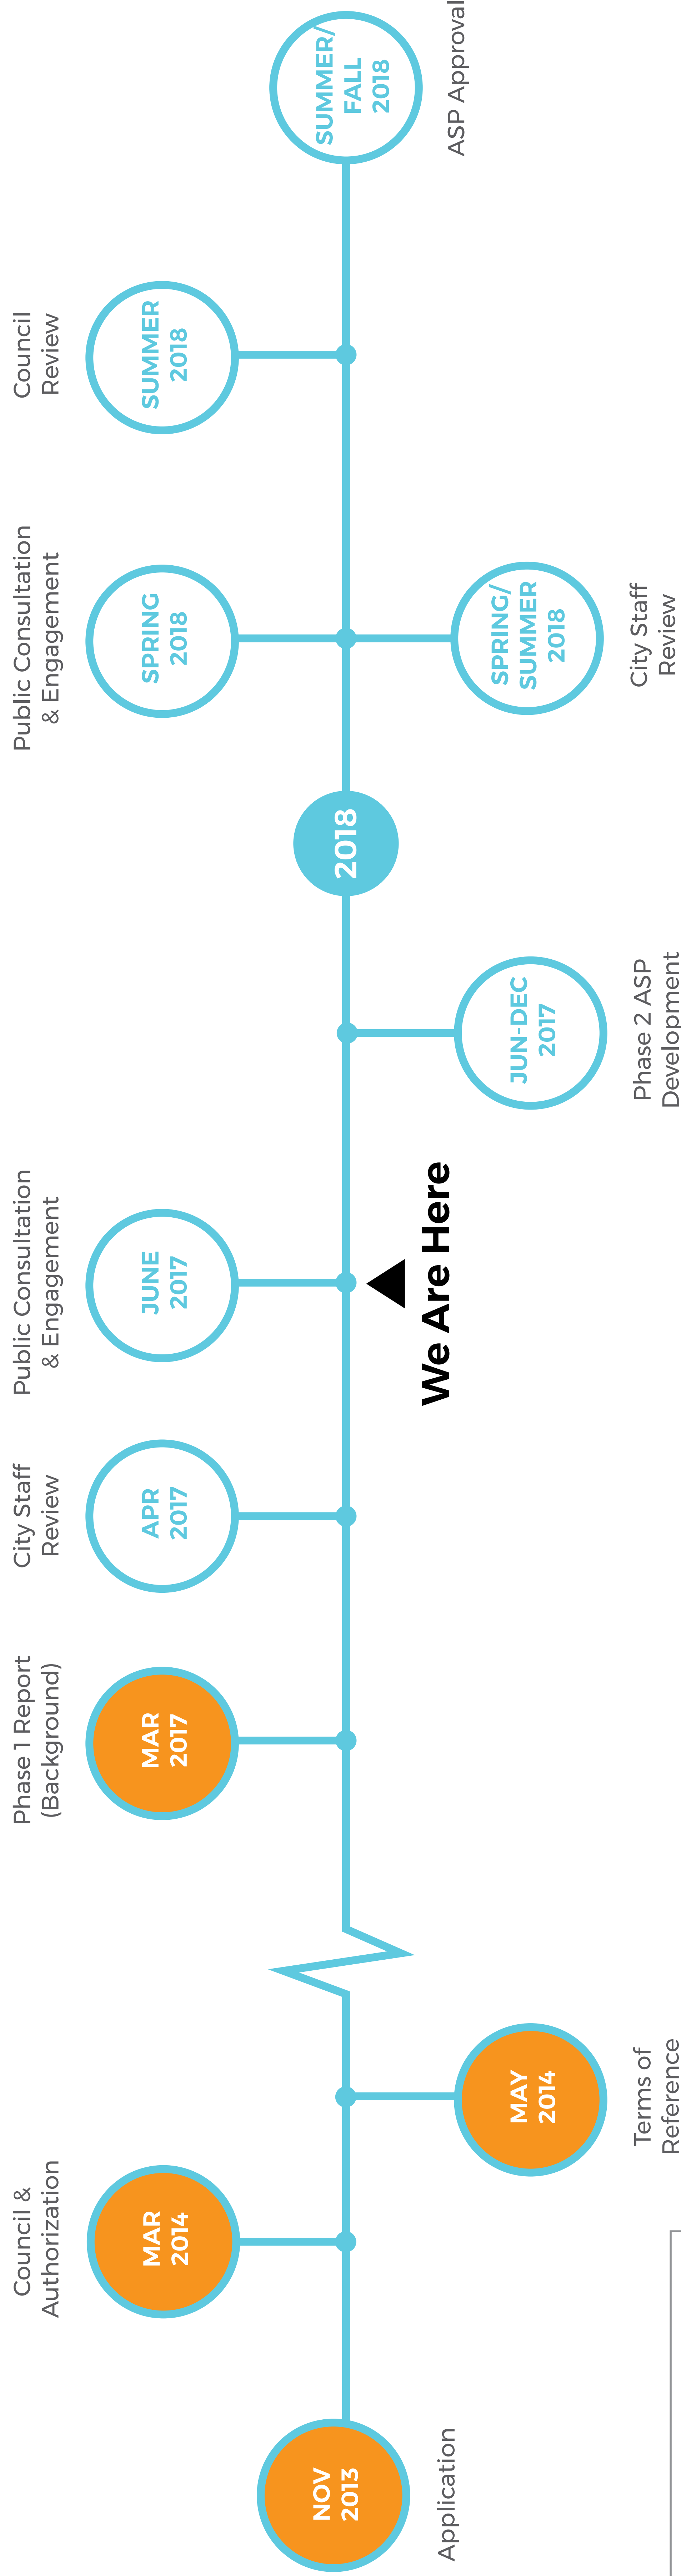 NOV
2013
Application
Council &
Authorization
MAR
2014
MAY
2014
Terms of
Reference
Phase 1 Report
(Background)
MAR
2017
City Staff
Review
APR
2017
Public Consultation
& Engagement
JUNE
2017
We Are Here
JUN-DEC
2017
Phase 2 ASP
Development
2018
Public Consultation
& Engagement
SPRING
2018
SPRING/
SUMMER
2018
City Staff
Review
Council
Review
SUMMER
2018
SUMMER/
FALL
2018
ASP Approval